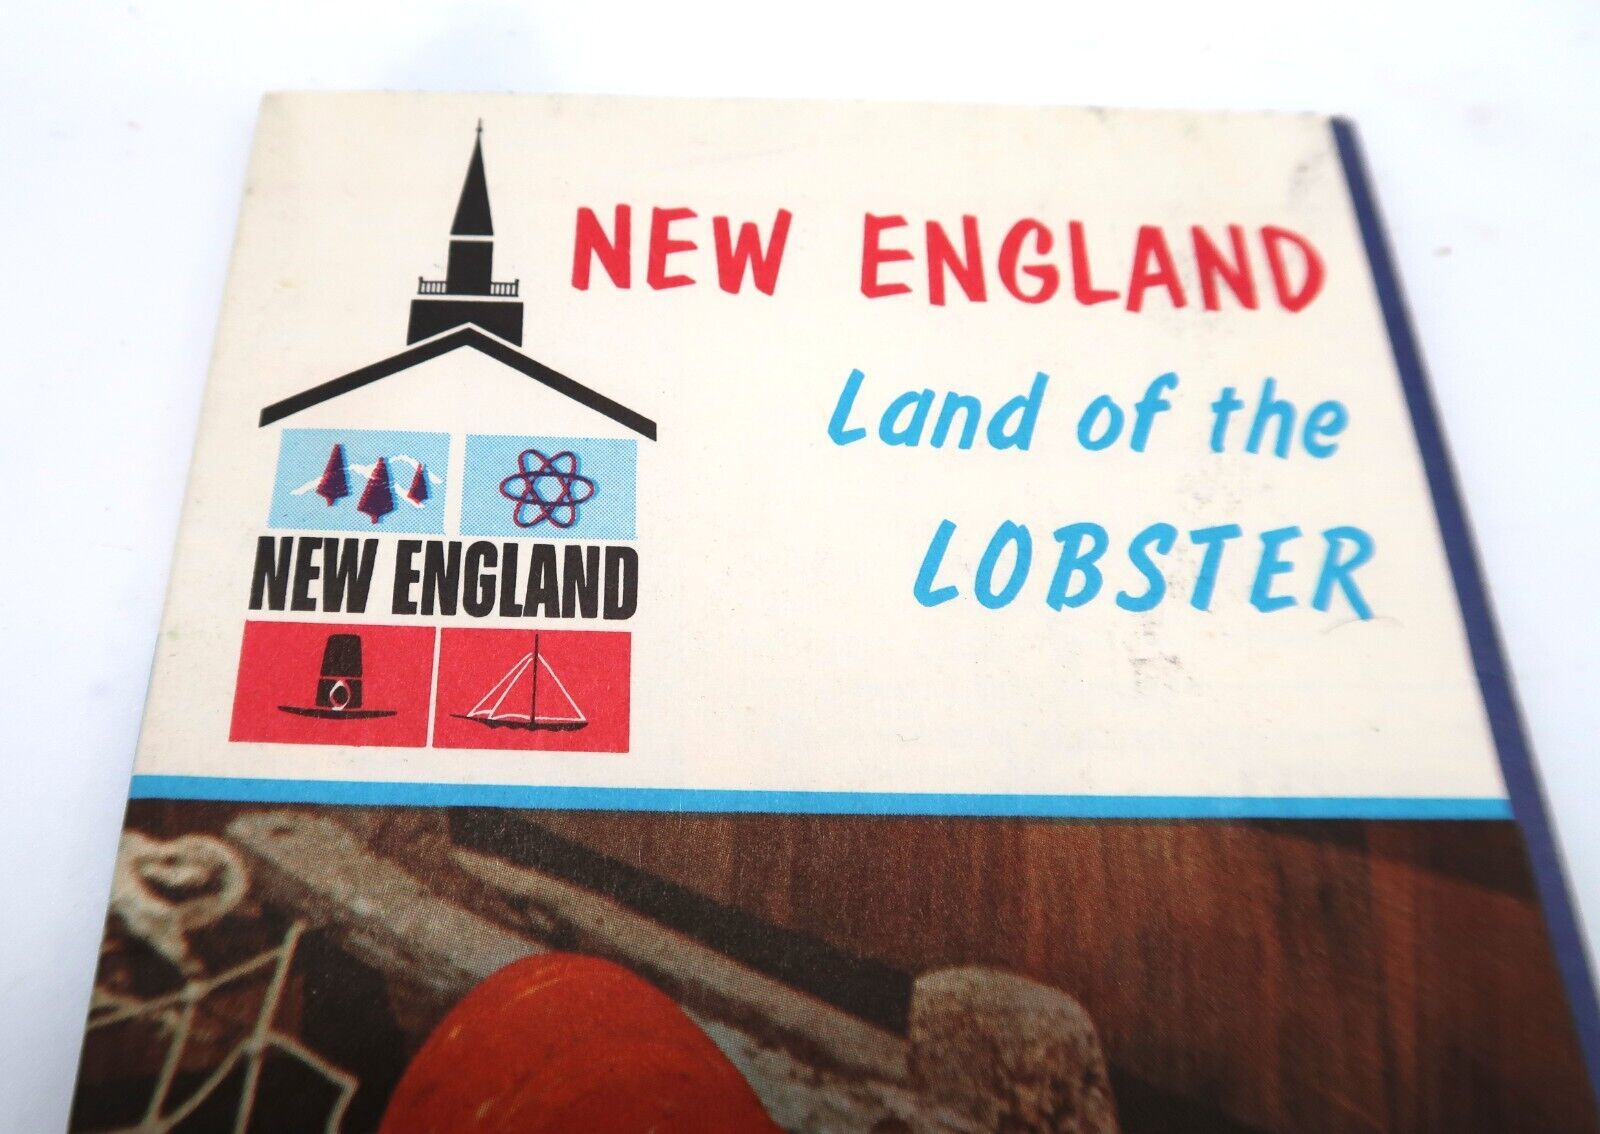 NEW ENGLAND
Land of the
LOBSTER
NEW ENGLAND